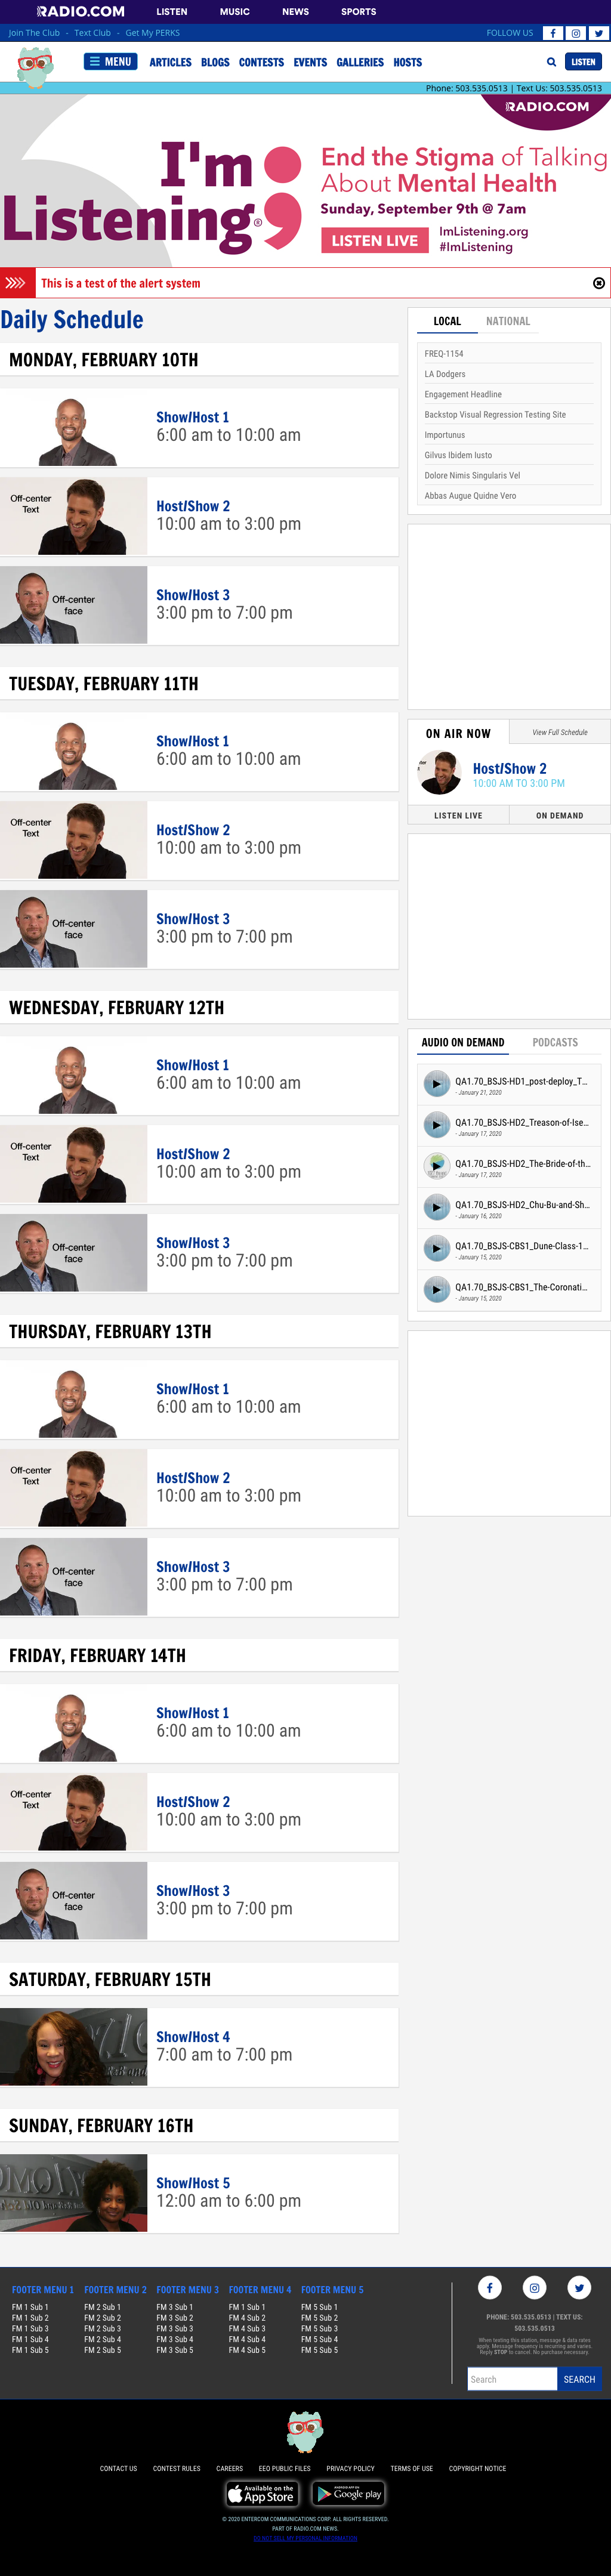 RADIO.COM LISTEN MUSIC NEWS SPORTS
Join The Club - Text Club - Get My PERKS FOLLOW US
MENU ARTICLES BLOGS CONTESTS EVENTS GALLERIES HOSTS LISTEN
Phone: 503.535.0513 | Text Us: 503.535.0513
RADIO.COM
I'm
Listening;®
End the Stigma of Talking
About Mental Health
Sunday, September 9th @ 7am
LISTEN LIVE
ImListening.org
#ImListening
This is a test of the alert system
Daily Schedule
MONDAY, FEBRUARY 10TH
Show/Host 1
6:00 am to 10:00 am
Off-center
Text
Host/Show 2
10:00 am to 3:00 pm
Off-center
face
Show/Host 3
3:00 pm to 7:00 pm
TUESDAY, FEBRUARY 11TH
Show/Host 1
6:00 am to 10:00 am
Off-center
Text
Host/Show 2
10:00 am to 3:00 pm
Off-center
face
Show/Host 3
3:00 pm to 7:00 pm
WEDNESDAY, FEBRUARY 12TH
Show/Host 1
6:00 am to 10:00 am
Off-center
Text
Host/Show 2
10:00 am to 3:00 pm
Off-center
face
Show/Host 3
3:00 pm to 7:00 pm
THURSDAY, FEBRUARY 13TH
Show/Host 1
6:00 am to 10:00 am
Off-center
Text
Host/Show 2
10:00 am to 3:00 pm
Off-center
face
Show/Host 3
3:00 pm to 7:00 pm
FRIDAY, FEBRUARY 14TH
Show/Host 1
6:00 am to 10:00 am
Off-center
Text
Host/Show 2
10:00 am to 3:00 pm
Off-center
face
Show/Host 3
3:00 pm to 7:00 pm
SATURDAY, FEBRUARY 15TH
Show/Host 4
7:00 am to 7:00 pm
SUNDAY, FEBRUARY 16TH
Show/Host 5
12:00 am to 6:00 pm
LOCAL NATIONAL
FREQ-1154
LA Dodgers
Engagement Headline
Backstop Visual Regression Testing Site
Importunus
Gilvus Ibidem Iusto
Dolore Nimis Singularis Vel
Abbas Augue Quidne Vero
ON AIR NOW View Full Schedule
Host/Show 2
10:00 AM TO 3:00 PM
LISTEN LIVE ON DEMAND
AUDIO ON DEMAND PODCASTS
QA1.70_BSJS-HD1_post-deploy_T...
- January 21, 2020
QA1.70_BSJS-HD2_Treason-of-Ise...
- January 17, 2020
QA1.70_BSJS-HD2_The-Bride-of-th...
- January 17, 2020
QA1.70_BSJS-HD2_Chu-Bu-and-Sh...
- January 16, 2020
QA1.70_BSJS-CBS1_Dune-Class-1...
- January 15, 2020
QA1.70_BSJS-CBS1_The-Coronati...
- January 15, 2020
FOOTER MENU 1 FOOTER MENU 2 FOOTER MENU 3 FOOTER MENU 4 FOOTER MENU 5
FM 1 Sub 1 FM 2 Sub 1 FM 3 Sub 1 FM 1 Sub 1 FM 5 Sub 1
FM 1 Sub 2 FM 2 Sub 2 FM 3 Sub 2 FM 4 Sub 2 FM 5 Sub 2
FM 1 Sub 3 FM 2 Sub 3 FM 3 Sub 3 FM 4 Sub 3 FM 5 Sub 3
FM 1 Sub 4 FM 2 Sub 4 FM 3 Sub 4 FM 4 Sub 4 FM 5 Sub 4
FM 1 Sub 5 FM 2 Sub 5 FM 3 Sub 5 FM 4 Sub 5 FM 5 Sub 5
PHONE: 503.535.0513 | TEXT US:
503.535.0513
When texting this station, message & data rates
apply. Message frequency is recurring and varies.
Reply STOP to cancel. No purchase necessary.
Search SEARCH
CONTACT US CONTEST RULES CAREERS EEO PUBLIC FILES PRIVACY POLICY TERMS OF USE COPYRIGHT NOTICE
Available on the
App Store
ANDROID APP ON
Google play
© 2020 ENTERCOM COMMUNICATIONS CORP. ALL RIGHTS RESERVED.
PART OF RADIO.COM NEWS.
DO NOT SELL MY PERSONAL INFORMATION